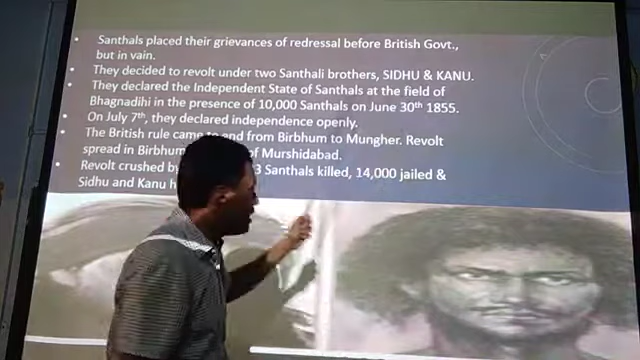 Santhals placed their grievances of redressal before British Govt.,
but in vain.
They decided to revolt under two Santhali brothers, SIDHU & KANU.
They declared the Independent State of Santhals at the field of
Bhagnadihi in the presence of 10,000 Santhals on June 30th 1855.
On July 7th, they declared independence openly.
The British rule came to end from Birbhum to Mungher. Revolt
spread in Birbhum of Murshidabad.
Revolt crushed by 3 Santhals killed, 14,000 jailed &
Sidhu and Kanu